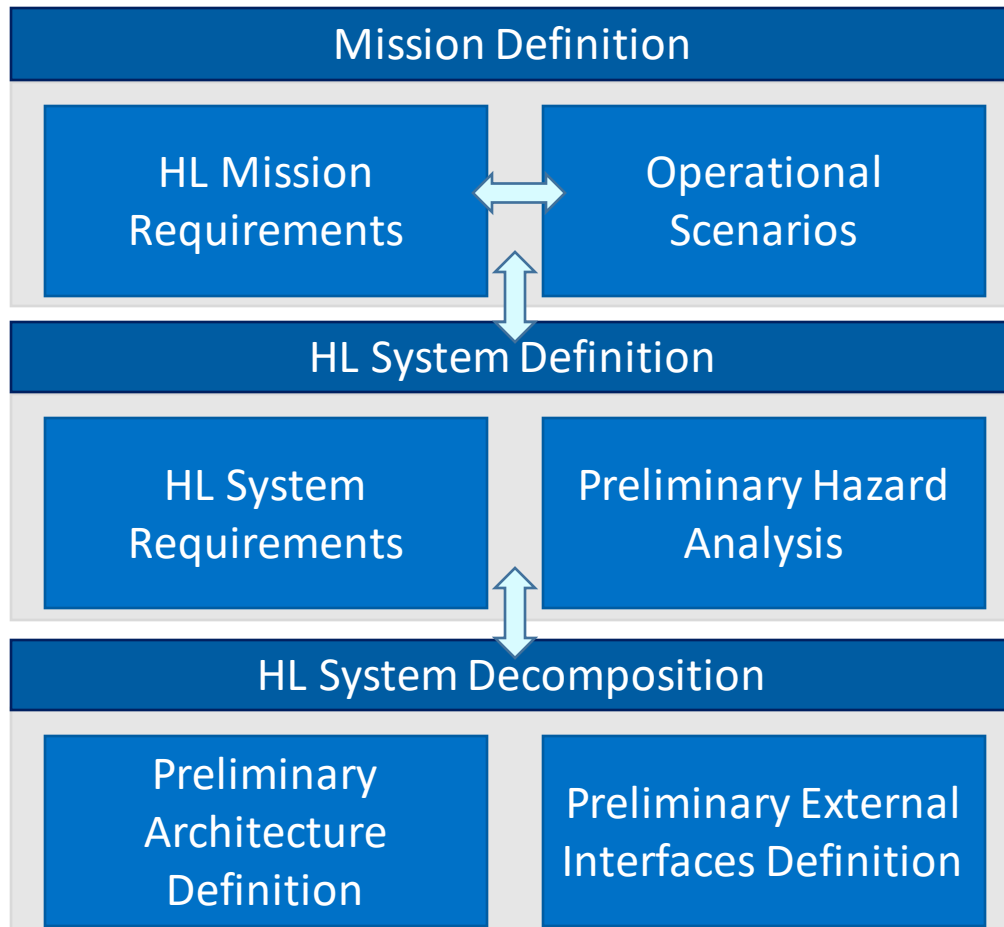 Mission Definition
HL Mission
Requirements
Operational
Scenarios
HL System Definition
HL System
Requirements
Preliminary Hazard
Analysis
HL System Decomposition
Preliminary
Architecture
Definition
Preliminary External
Interfaces Definition